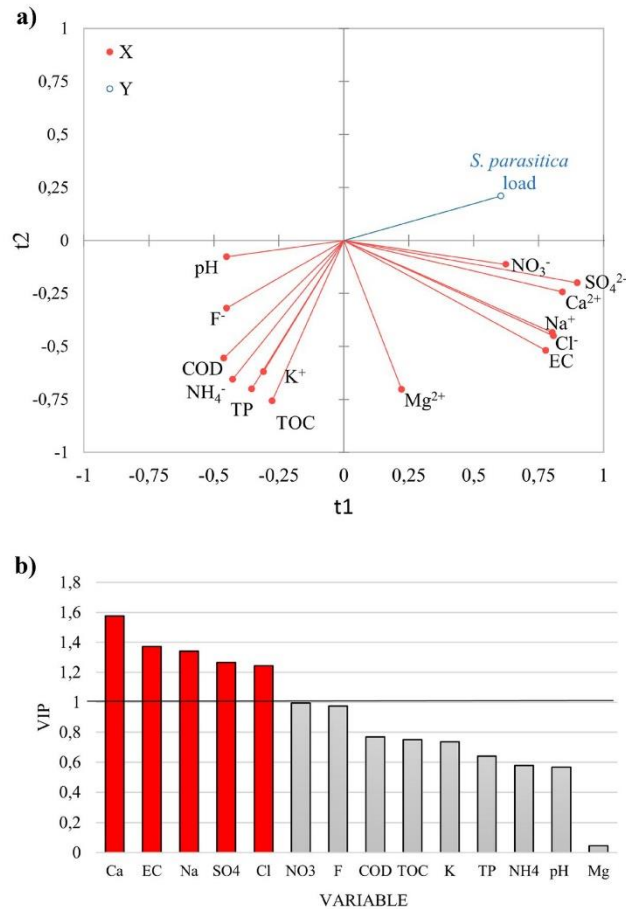 a)
1
X
Y
0,75
0,5
S. parasitica
load
0,25
t2
0
pH
NO₃⁻
SO₄²⁻
-0,25
Ca²⁺
F⁻
Na⁺
Cl⁻
-0,5
COD
EC
K⁺
NH₄⁻
TP
Mg²⁺
-0,75
TOC
-1
-1 -0,75 -0,5 -0,25 0 0,25 0,5 0,75 1
t1
b)
1,8
1,6
1,4
1,2
1
VIP
0,8
0,6
0,4
0,2
0
Ca EC Na SO4 Cl NO3 F COD TOC K TP NH4 pH Mg
VARIABLE